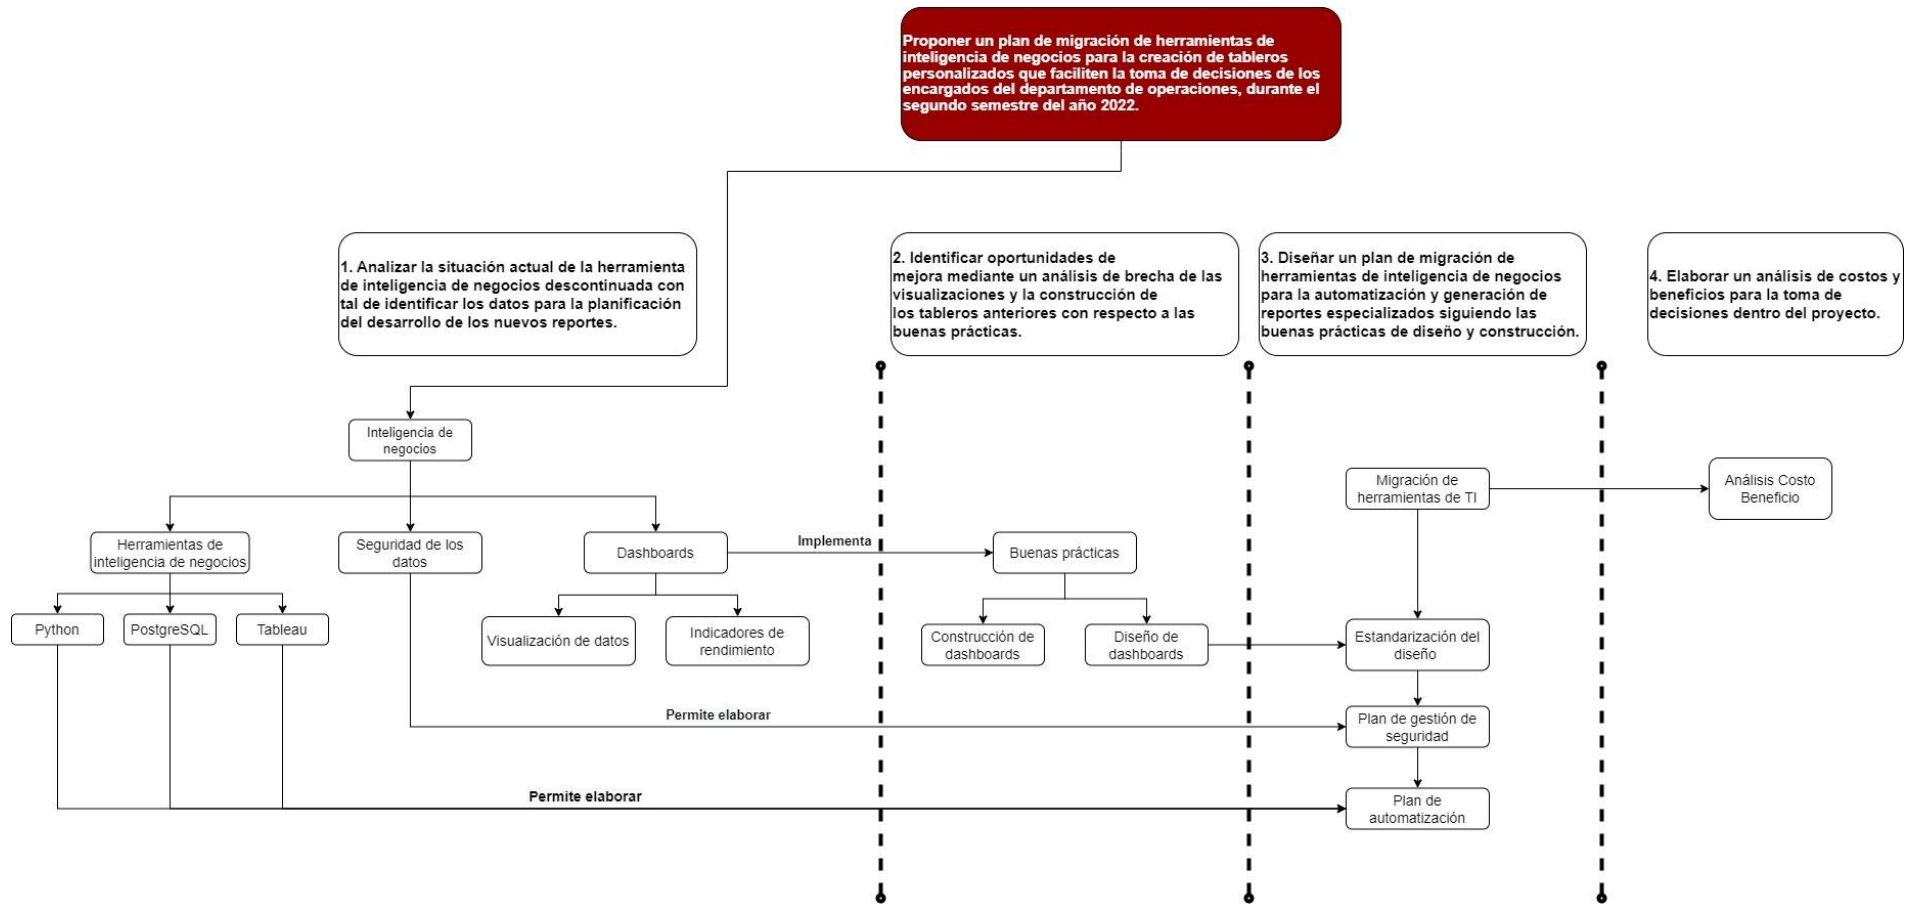 Proponer un plan de migración de herramientas de
inteligencia de negocios para la creación de tableros
personalizados que faciliten la toma de decisiones de los
encargados del departamento de operaciones, durante el
segundo semestre del año 2022.
1. Analizar la situación actual de la herramienta
de inteligencia de negocios descontinuada con
tal de identificar los datos para la planificación
del desarrollo de los nuevos reportes.
2. Identificar oportunidades de
mejora mediante un análisis de brecha de las
visualizaciones y la construcción de
los tableros anteriores con respecto a las
buenas prácticas.
3. Diseñar un plan de migración de
herramientas de inteligencia de negocios
para la automatización y generación de
reportes especializados siguiendo las
buenas prácticas de diseño y construcción.
4. Elaborar un análisis de costos y
beneficios para la toma de
decisiones dentro del proyecto.
Inteligencia de
negocios
Migración de
herramientas de TI
Análisis Costo
Beneficio
Herramientas de
inteligencia de negocios
Seguridad de los
datos
Dashboards
Implementa
Buenas prácticas
Python
PostgreSQL
Tableau
Visualización de datos
Indicadores de
rendimiento
Construcción de
dashboards
Diseño de
dashboards
Estandarización del
diseño
Permite elaborar
Plan de gestión de
seguridad
Permite elaborar
Plan de
automatización